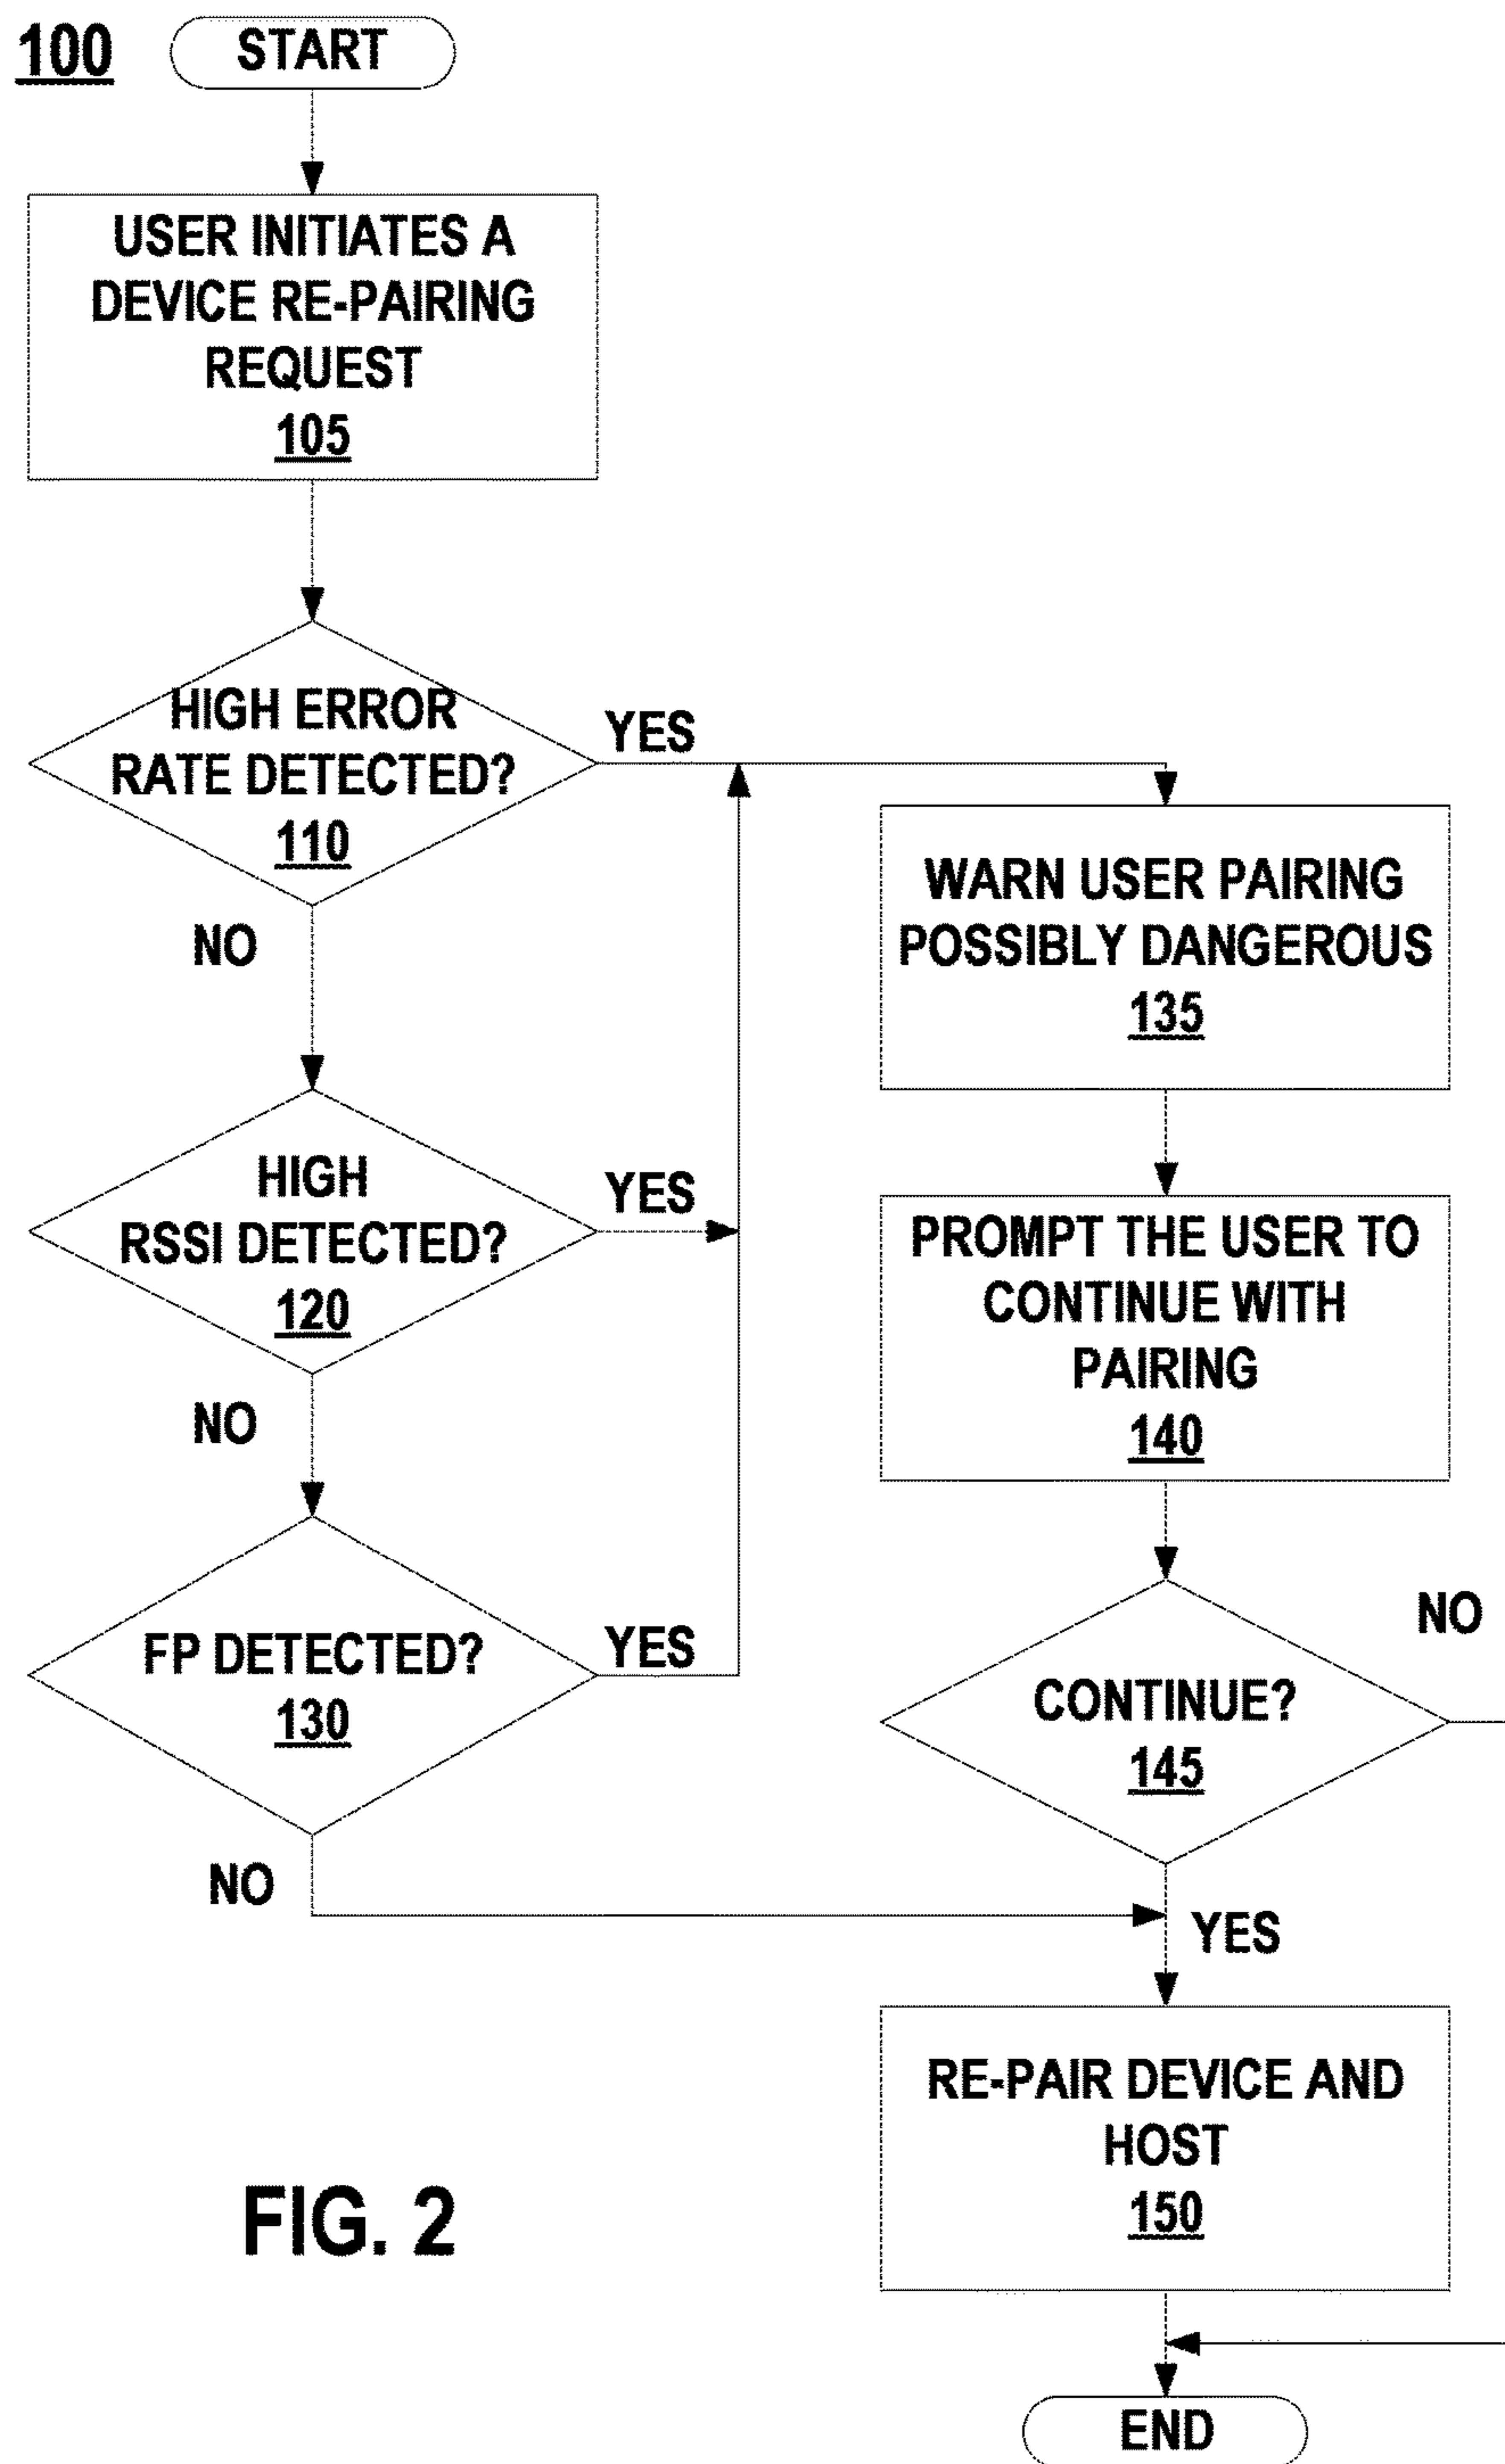 100
START
USER INITIATES A
DEVICE RE-PAIRING
REQUEST
105
HIGH ERROR
RATE DETECTED?
110
YES
NO
HIGH
RSSI DETECTED?
120
YES
NO
FP DETECTED?
130
YES
NO
WARN USER PAIRING
POSSIBLY DANGEROUS
135
PROMPT THE USER TO
CONTINUE WITH
PAIRING
140
CONTINUE?
145
NO
YES
RE-PAIR DEVICE AND
HOST
150
END
FIG. 2